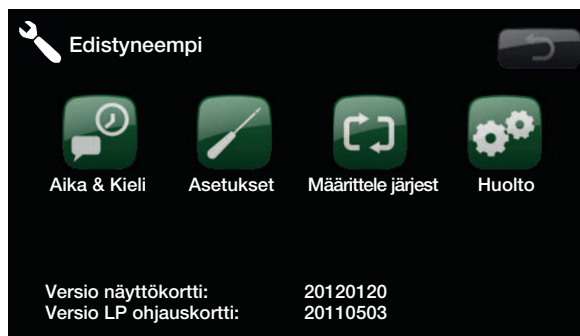 Edistyneempi
Aika & Kieli Asetukset Määrittele järjest Huolto
Versio näyttökortti: 20120120
Versio LP ohjauskortti: 20110503